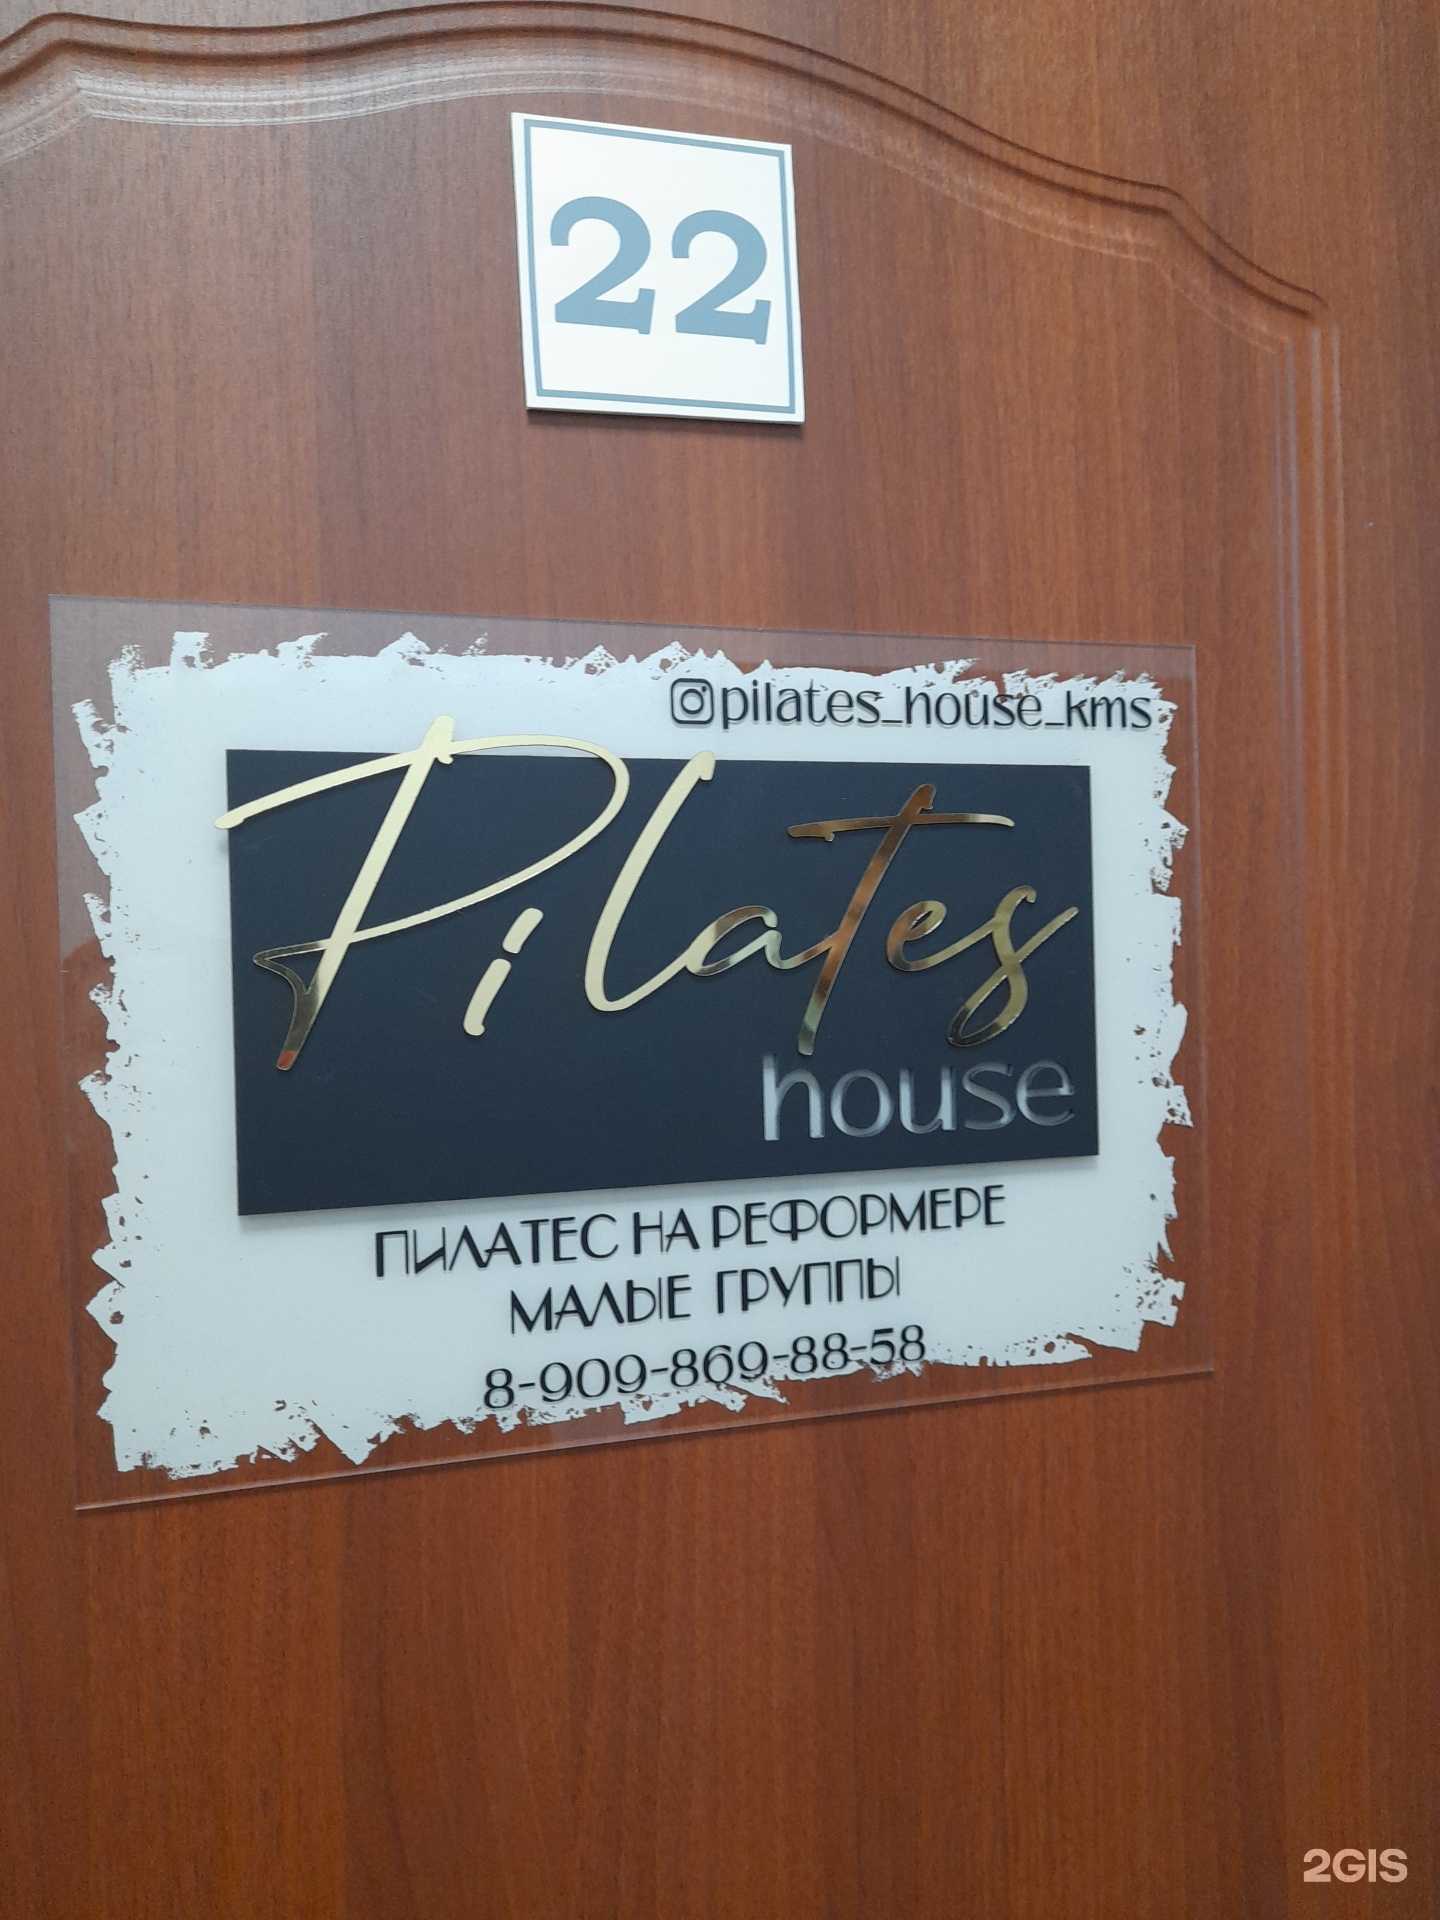 22
@pilates_house_kms
Pilates
house
ПИЛАТЕС НА РЕФОРМЕРЕ
МАЛЫЕ ГРУППЫ
8-909-869-88-58
2GIS